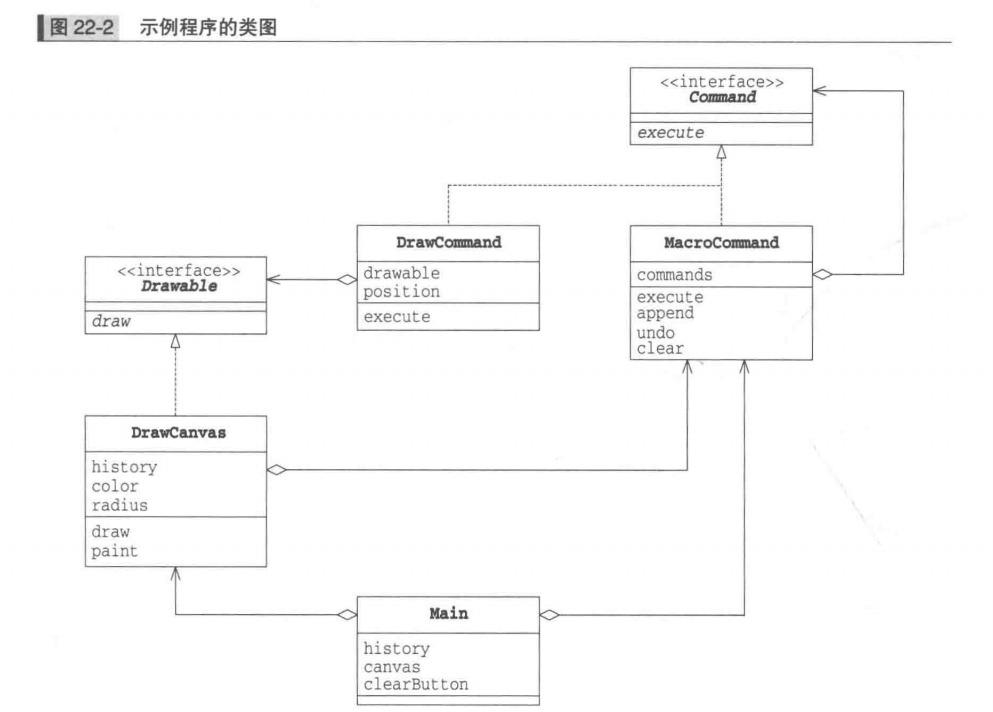 图 22-2 示例程序的类图
<<interface>>
Command
execute
DrawCommand
drawable
position
execute
MacroCommand
commands
execute
append
undo
clear
<<interface>>
Drawable
draw
DrawCanvas
history
color
radius
draw
paint
Main
history
canvas
clearButton